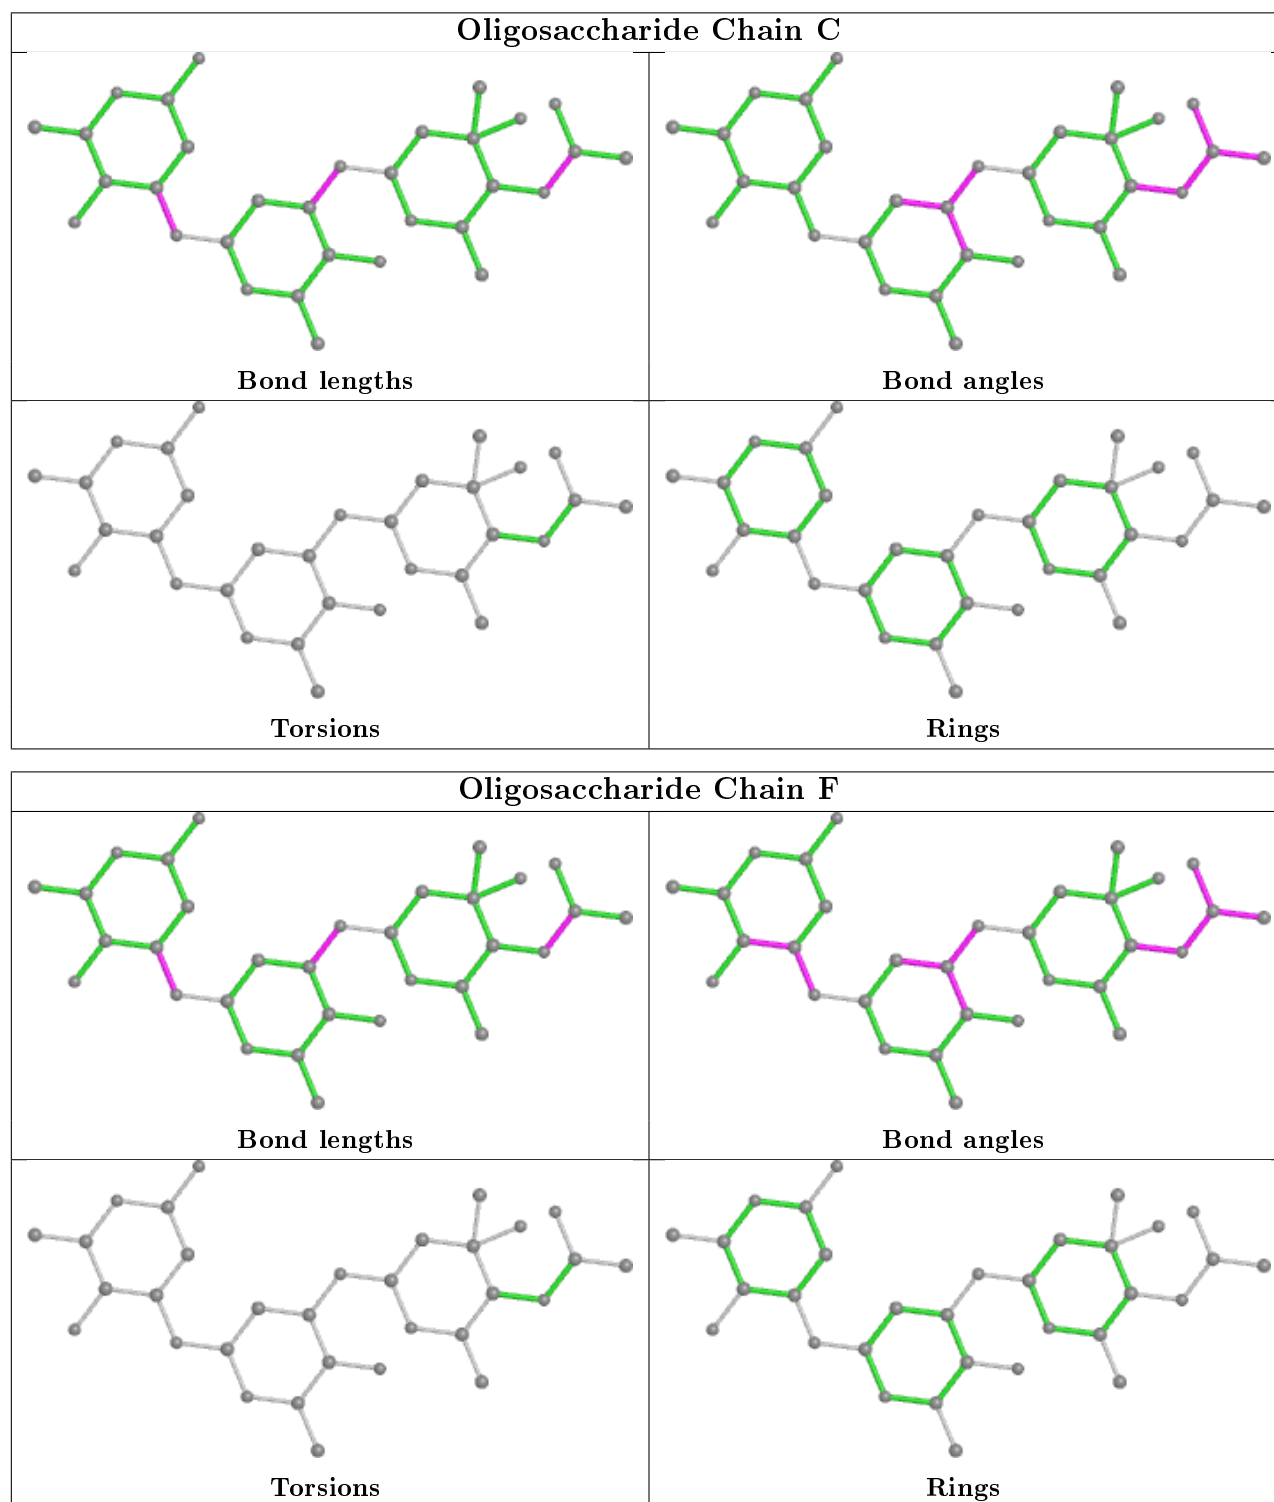 Oligosaccharide Chain C
Bond lengths
Bond angles
Torsions
Rings
Oligosaccharide Chain F
Bond lengths
Bond angles
Torsions
Rings